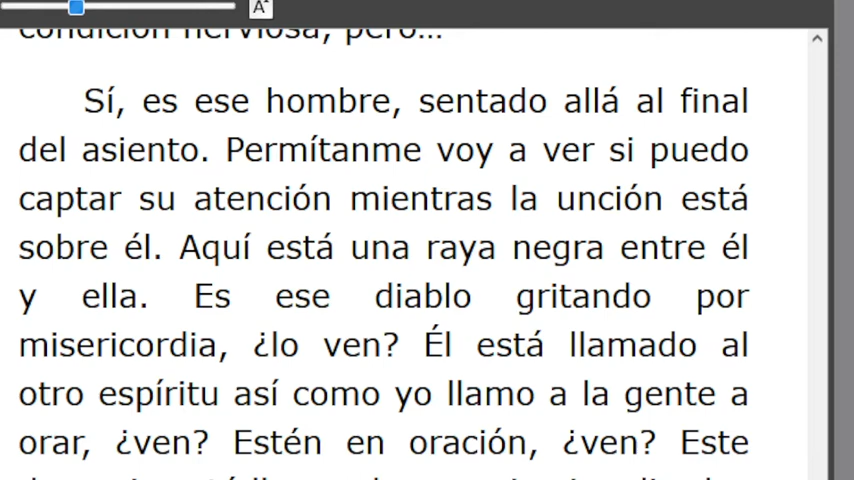 A
condición nerviosa, pero...
Sí, es ese hombre, sentado allá al final
del asiento. Permítanme voy a ver si puedo
captar su atención mientras la unción está
sobre él. Aquí está una raya negra entre él
y ella. Es ese diablo gritando por
misericordia, ¿lo ven? Él está llamado al
otro espíritu así como yo llamo a la gente a
orar, ¿ven? Estén en oración, ¿ven? Este